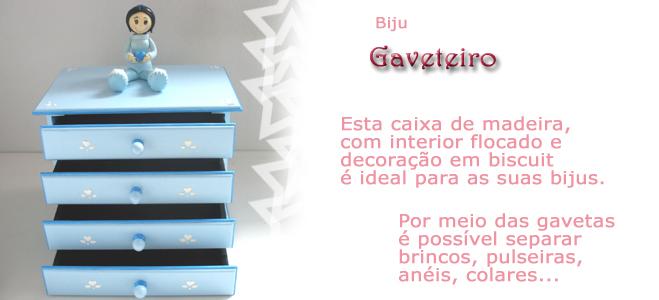 Biju
Gaveteiro
Esta caixa de madeira,
com interior flocado e
decoração em biscuit
é ideal para as suas bijus.
Por meio das gavetas
é possível separar
brincos, pulseiras,
anéis, colares...